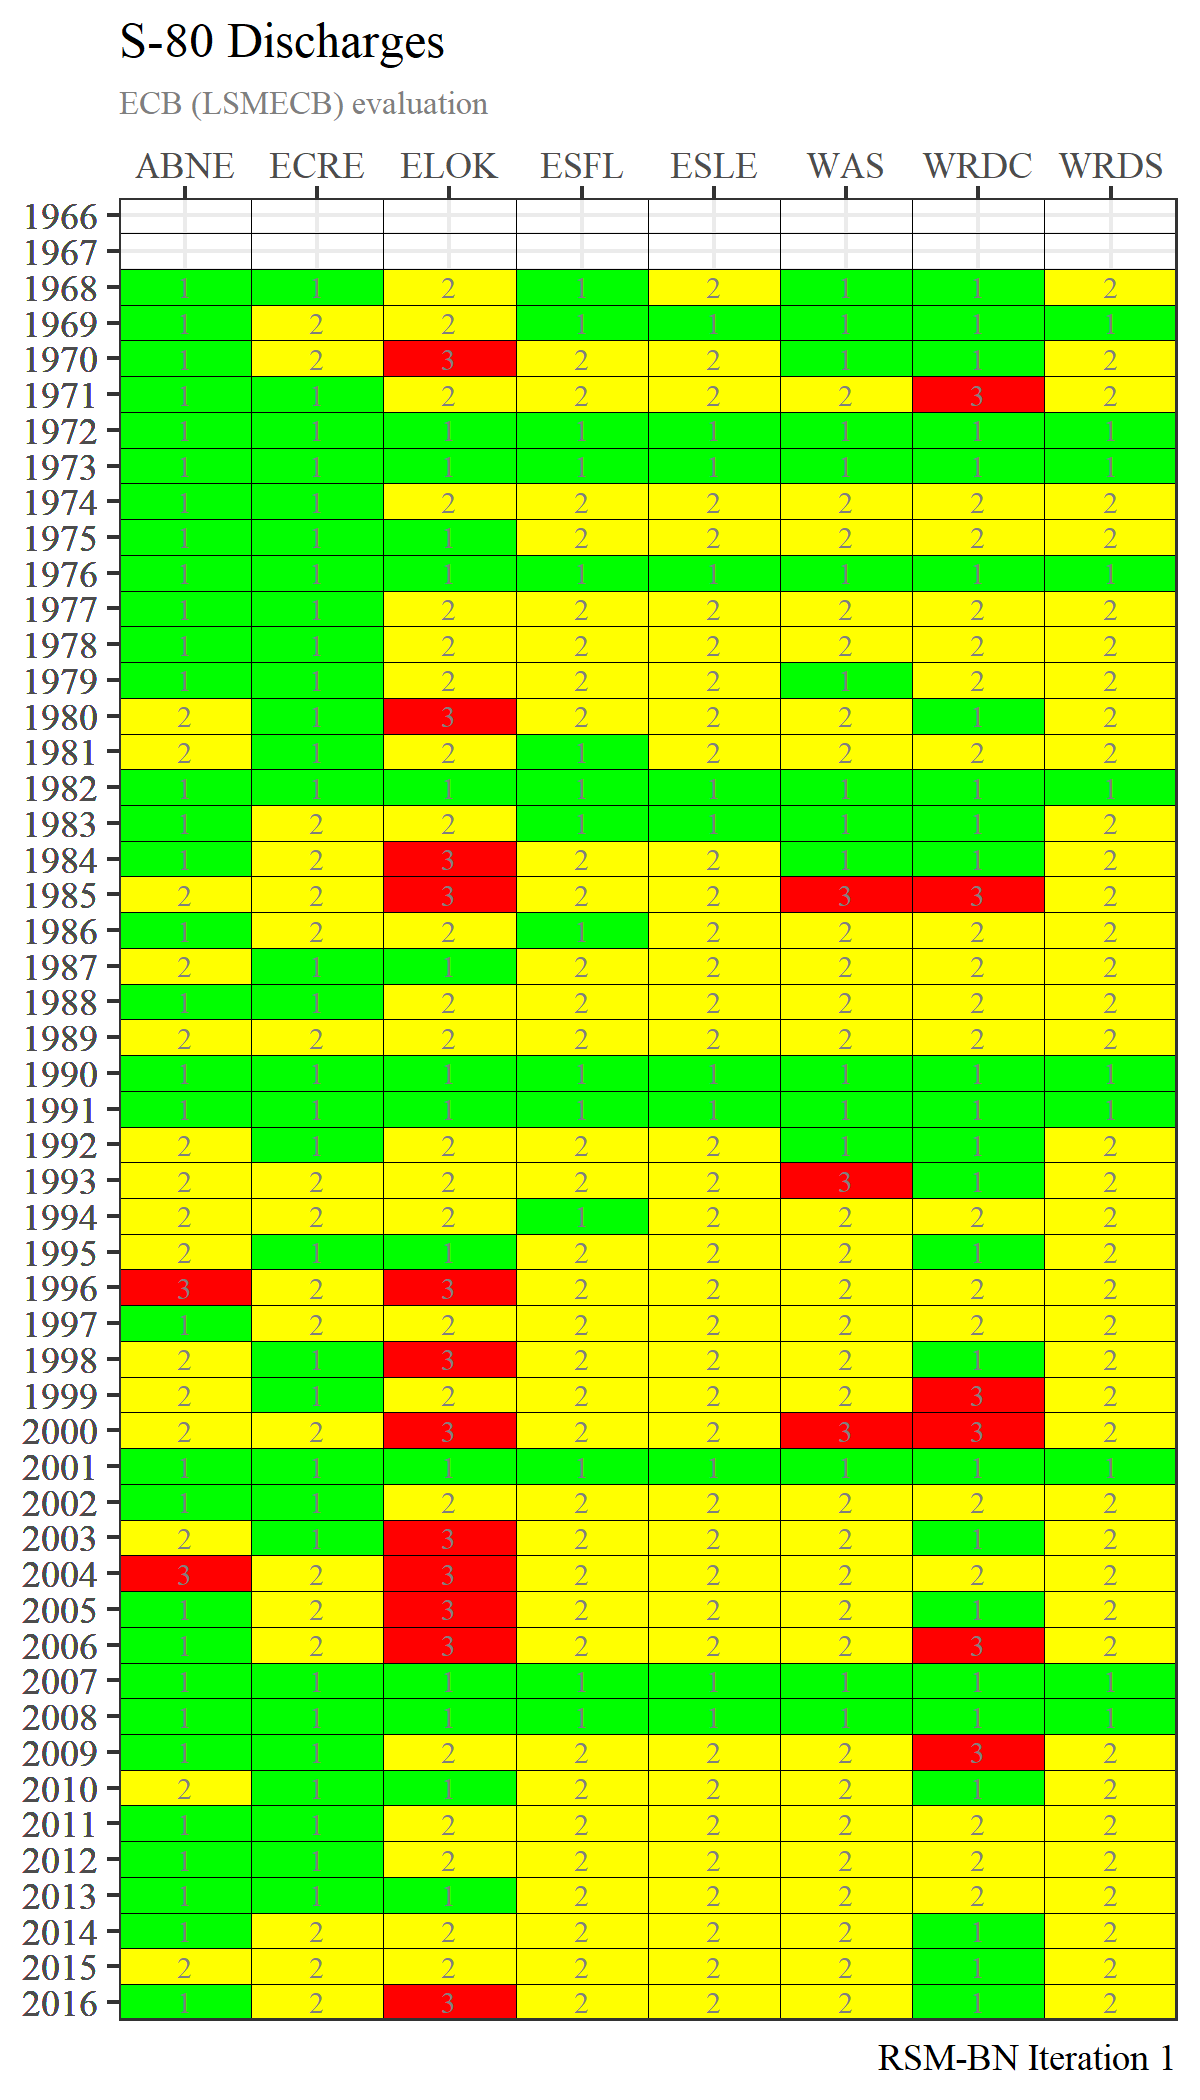 S-80 Discharges
ECB (LSMECB) evaluation
ABNE ECRE ELOK ESFL ESLE WAS WRDC WRDS
1966
1967
1968 1 1 2 1 2 1 1 2
1969 1 2 2 1 1 1 1 1
1970 1 2 3 2 2 1 1 2
1971 1 1 2 2 2 2 3 2
1972 1 1 1 1 1 1 1 1
1973 1 1 1 1 1 1 1 1
1974 1 1 2 2 2 2 2 2
1975 1 1 1 2 2 2 2 2
1976 1 1 1 1 1 1 1 1
1977 1 1 2 2 2 2 2 2
1978 1 1 2 2 2 2 2 2
1979 1 1 2 2 2 1 2 2
1980 2 1 3 2 2 2 1 2
1981 2 1 2 1 2 2 2 2
1982 1 1 1 1 1 1 1 1
1983 1 2 2 1 1 1 1 2
1984 1 2 3 2 2 1 1 2
1985 2 2 3 2 2 3 3 2
1986 1 2 2 1 2 2 2 2
1987 2 1 1 2 2 2 2 2
1988 1 1 2 2 2 2 2 2
1989 2 2 2 2 2 2 2 2
1990 1 1 1 1 1 1 1 1
1991 1 1 1 1 1 1 1 1
1992 2 1 2 2 2 1 1 2
1993 2 2 2 2 2 3 1 2
1994 2 2 2 1 2 2 2 2
1995 2 1 1 2 2 2 1 2
1996 3 2 3 2 2 2 2 2
1997 1 2 2 2 2 2 2 2
1998 2 1 3 2 2 2 1 2
1999 2 1 2 2 2 2 3 2
2000 2 2 3 2 2 3 3 2
2001 1 1 1 1 1 1 1 1
2002 1 1 2 2 2 2 2 2
2003 2 1 3 2 2 2 1 2
2004 3 2 3 2 2 2 2 2
2005 1 2 3 2 2 2 1 2
2006 1 2 3 2 2 2 3 2
2007 1 1 1 1 1 1 1 1
2008 1 1 1 1 1 1 1 1
2009 1 1 2 2 2 2 3 2
2010 2 1 1 2 2 2 1 2
2011 1 1 2 2 2 2 2 2
2012 1 1 2 2 2 2 2 2
2013 1 1 1 2 2 2 2 2
2014 1 2 2 2 2 2 1 2
2015 2 2 2 2 2 2 1 2
2016 1 2 3 2 2 2 1 2
RSM-BN Iteration 1